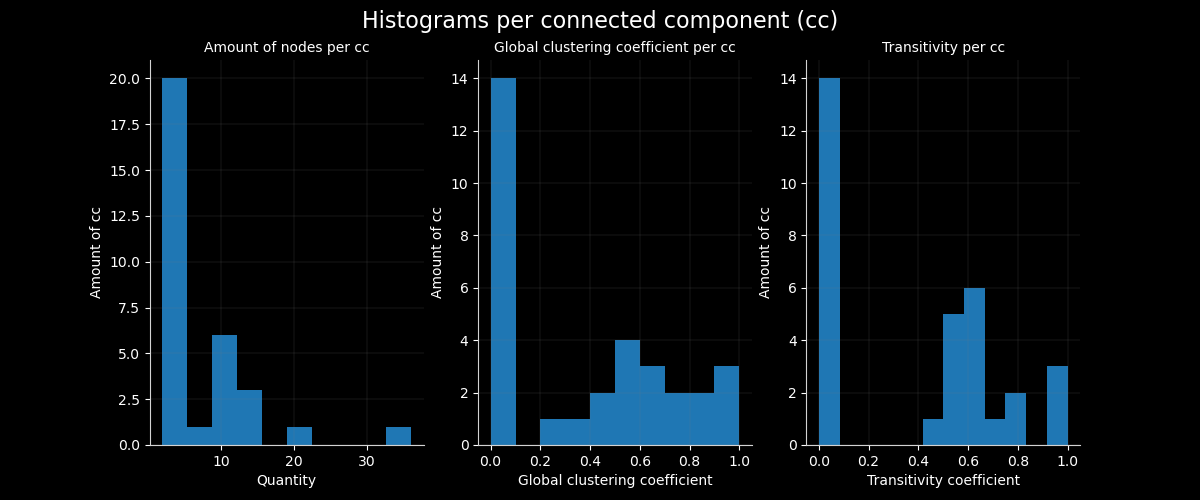 Histograms per connected component (cc)
Amount of nodes per cc
Global clustering coefficient per cc
Transitivity per cc
20.0
17.5
15.0
12.5
10.0
7.5
5.0
2.5
0.0
Amount of cc
10 20 30
Quantity
14
12
10
8
6
4
2
0
Amount of cc
0.0 0.2 0.4 0.6 0.8 1.0
Global clustering coefficient
14
12
10
8
6
4
2
0
Amount of cc
0.0 0.2 0.4 0.6 0.8 1.0
Transitivity coefficient